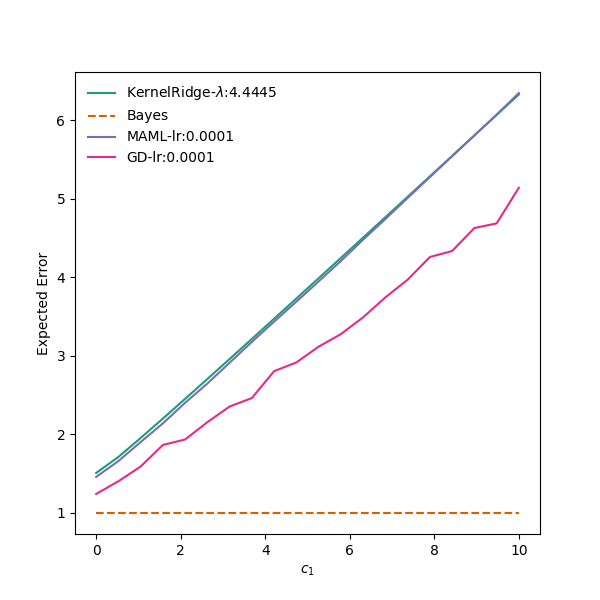 KernelRidge-λ:4.4445
Bayes
MAML-lr:0.0001
GD-lr:0.0001
Expected Error
6
5
4
3
2
1
0 2 4 6 8 10
c₁